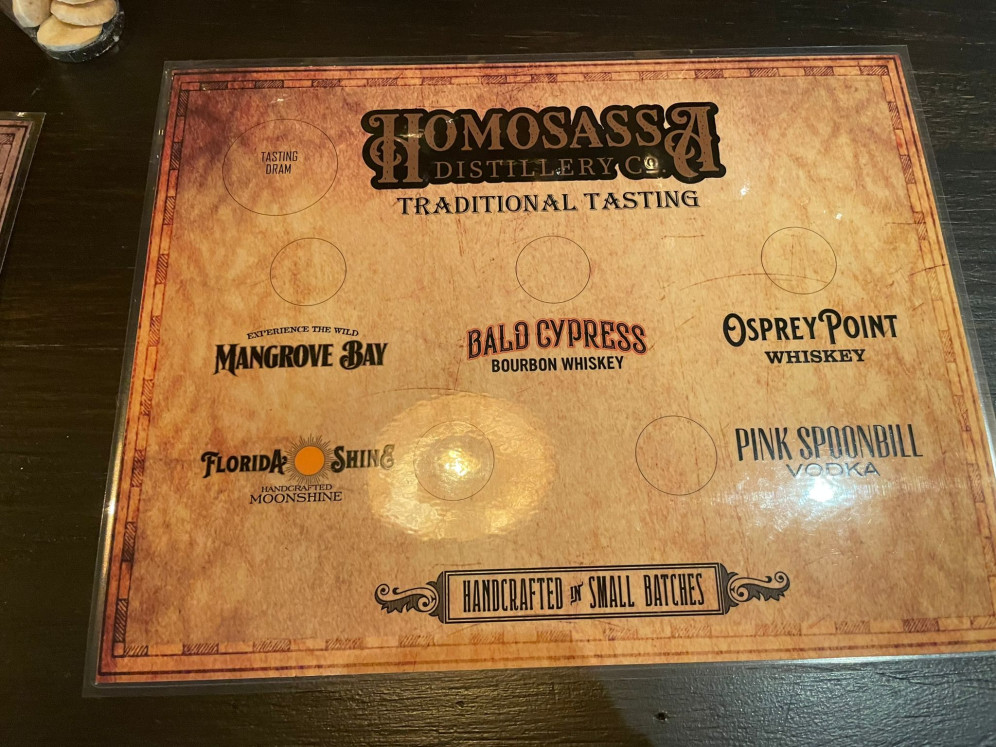 TASTING
DRAM
HOMOSASSA
DISTILLERY CO.
TRADITIONAL TASTING
EXPERIENCE THE WILD
MANGROVE BAY
BALD CYPRESS
BOURBON WHISKEY
OSPREY POINT
WHISKEY
FLORIDA SHINE
HANDCRAFTED
MOONSHINE
PINK SPOONBILL
VODKA
HANDCRAFTED IN SMALL BATCHES